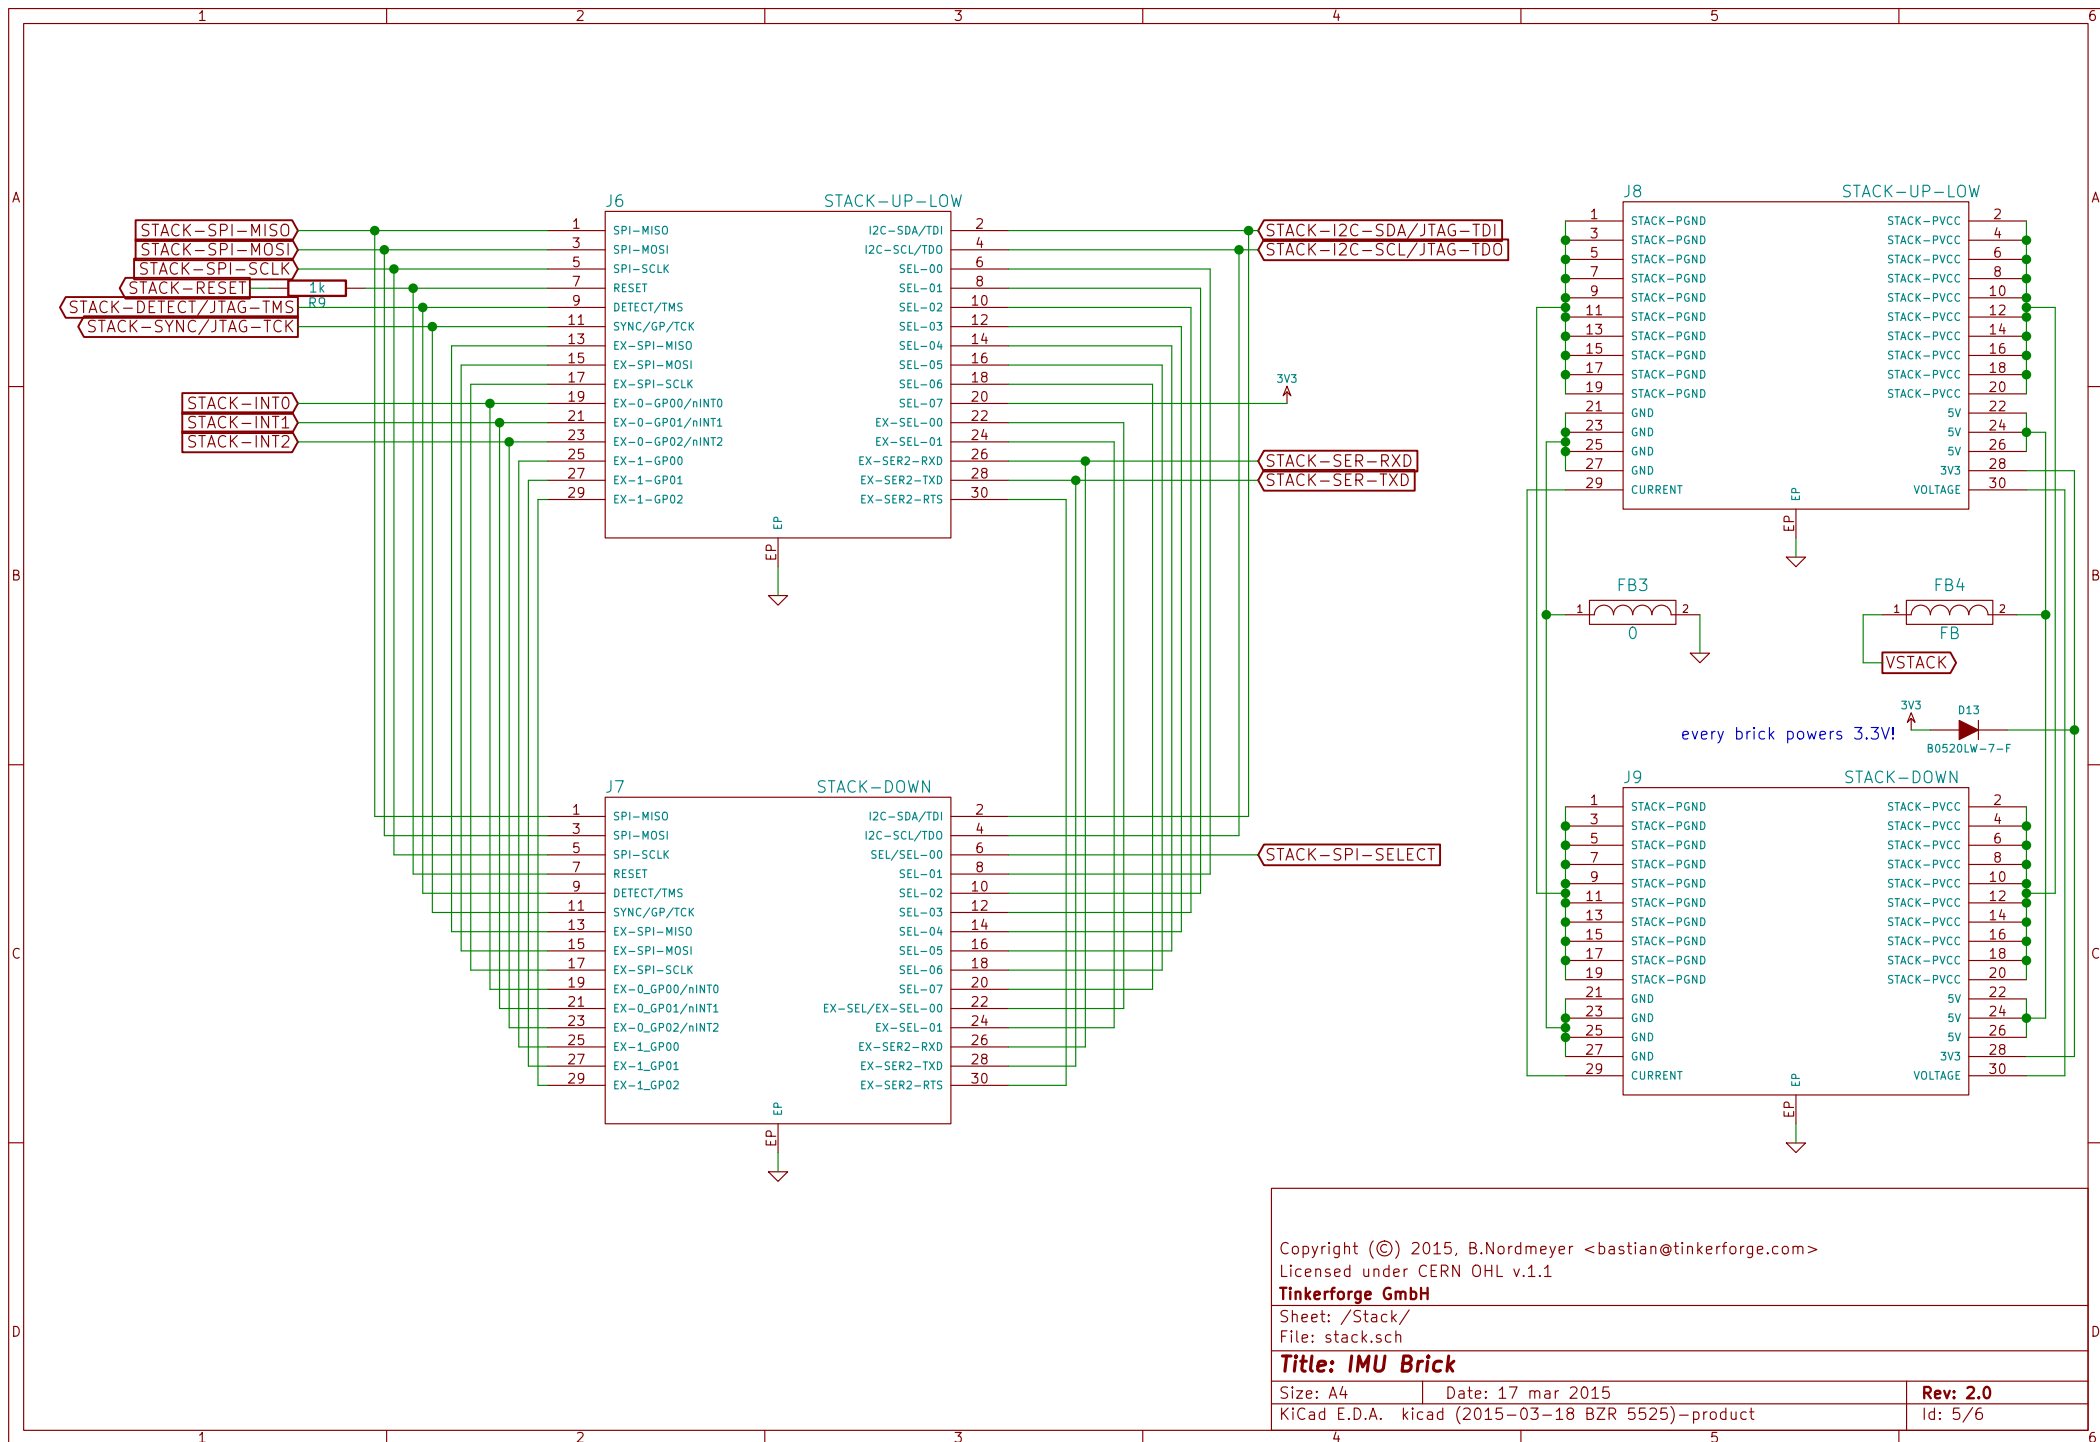 1 2 3 4 5 6
A A
J6 STACK-UP-LOW
J8 STACK-UP-LOW
STACK-SPI-MISO 1 SPI-MISO I2C-SDA/TDI 2 STACK-I2C-SDA/JTAG-TDI
STACK-SPI-MOSI 3 SPI-MOSI I2C-SCL/TDO 4 STACK-I2C-SCL/JTAG-TDO
STACK-SPI-SCLK 5 SPI-SCLK SEL-00 6
STACK-RESET 1k R9 7 RESET SEL-01 8
STACK-DETECT/JTAG-TMS 9 DETECT/TMS SEL-02 10
STACK-SYNC/JTAG-TCK 11 SYNC/GP/TCK SEL-03 12
13 EX-SPI-MISO SEL-04 14
15 EX-SPI-MOSI SEL-05 16
17 EX-SPI-SCLK SEL-06 18
STACK-INT0 19 EX-0-GP00/nINT0 SEL-07 20 3V3
STACK-INT1 21 EX-0-GP01/nINT1 EX-SEL-00 22
STACK-INT2 23 EX-0-GP02/nINT2 EX-SEL-01 24
25 EX-1-GP00 EX-SER2-RXD 26 STACK-SER-RXD
27 EX-1-GP01 EX-SER2-TXD 28 STACK-SER-TXD
29 EX-1-GP02 EX-SER2-RTS 30
EP
EP
1 STACK-PGND STACK-PVCC 2
3 STACK-PGND STACK-PVCC 4
5 STACK-PGND STACK-PVCC 6
7 STACK-PGND STACK-PVCC 8
9 STACK-PGND STACK-PVCC 10
11 STACK-PGND STACK-PVCC 12
13 STACK-PGND STACK-PVCC 14
15 STACK-PGND STACK-PVCC 16
17 STACK-PGND STACK-PVCC 18
19 STACK-PGND STACK-PVCC 20
21 GND 5V 22
23 GND 5V 24
25 GND 5V 26
27 GND 3V3 28
29 CURRENT VOLTAGE 30
EP
EP
B B
FB3 FB4
1 2 1 2
0 FB
VSTACK
3V3 D13
every brick powers 3.3V!
B0520LW-7-F
J7 STACK-DOWN
J9 STACK-DOWN
1 SPI-MISO I2C-SDA/TDI 2
3 SPI-MOSI I2C-SCL/TDO 4
5 SPI-SCLK SEL/SEL-00 6 STACK-SPI-SELECT
7 RESET SEL-01 8
9 DETECT/TMS SEL-02 10
11 SYNC/GP/TCK SEL-03 12
13 EX-SPI-MISO SEL-04 14
15 EX-SPI-MOSI SEL-05 16
17 EX-SPI-SCLK SEL-06 18
19 EX-0_GP00/nINT0 SEL-07 20
21 EX-0_GP01/nINT1 EX-SEL/EX-SEL-00 22
23 EX-0_GP02/nINT2 EX-SEL-01 24
25 EX-1_GP00 EX-SER2-RXD 26
27 EX-1_GP01 EX-SER2-TXD 28
29 EX-1_GP02 EX-SER2-RTS 30
EP
EP
1 STACK-PGND STACK-PVCC 2
3 STACK-PGND STACK-PVCC 4
5 STACK-PGND STACK-PVCC 6
7 STACK-PGND STACK-PVCC 8
9 STACK-PGND STACK-PVCC 10
11 STACK-PGND STACK-PVCC 12
13 STACK-PGND STACK-PVCC 14
15 STACK-PGND STACK-PVCC 16
17 STACK-PGND STACK-PVCC 18
19 STACK-PGND STACK-PVCC 20
21 GND 5V 22
23 GND 5V 24
25 GND 5V 26
27 GND 3V3 28
29 CURRENT VOLTAGE 30
EP
EP
C C
Copyright (©) 2015, B.Nordmeyer <bastian@tinkerforge.com>
Licensed under CERN OHL v.1.1
Tinkerforge GmbH
Sheet: /Stack/
File: stack.sch
D D
Title: IMU Brick
Size: A4 Date: 17 mar 2015 Rev: 2.0
KiCad E.D.A. kicad (2015-03-18 BZR 5525)-product Id: 5/6
1 2 3 4 5 6